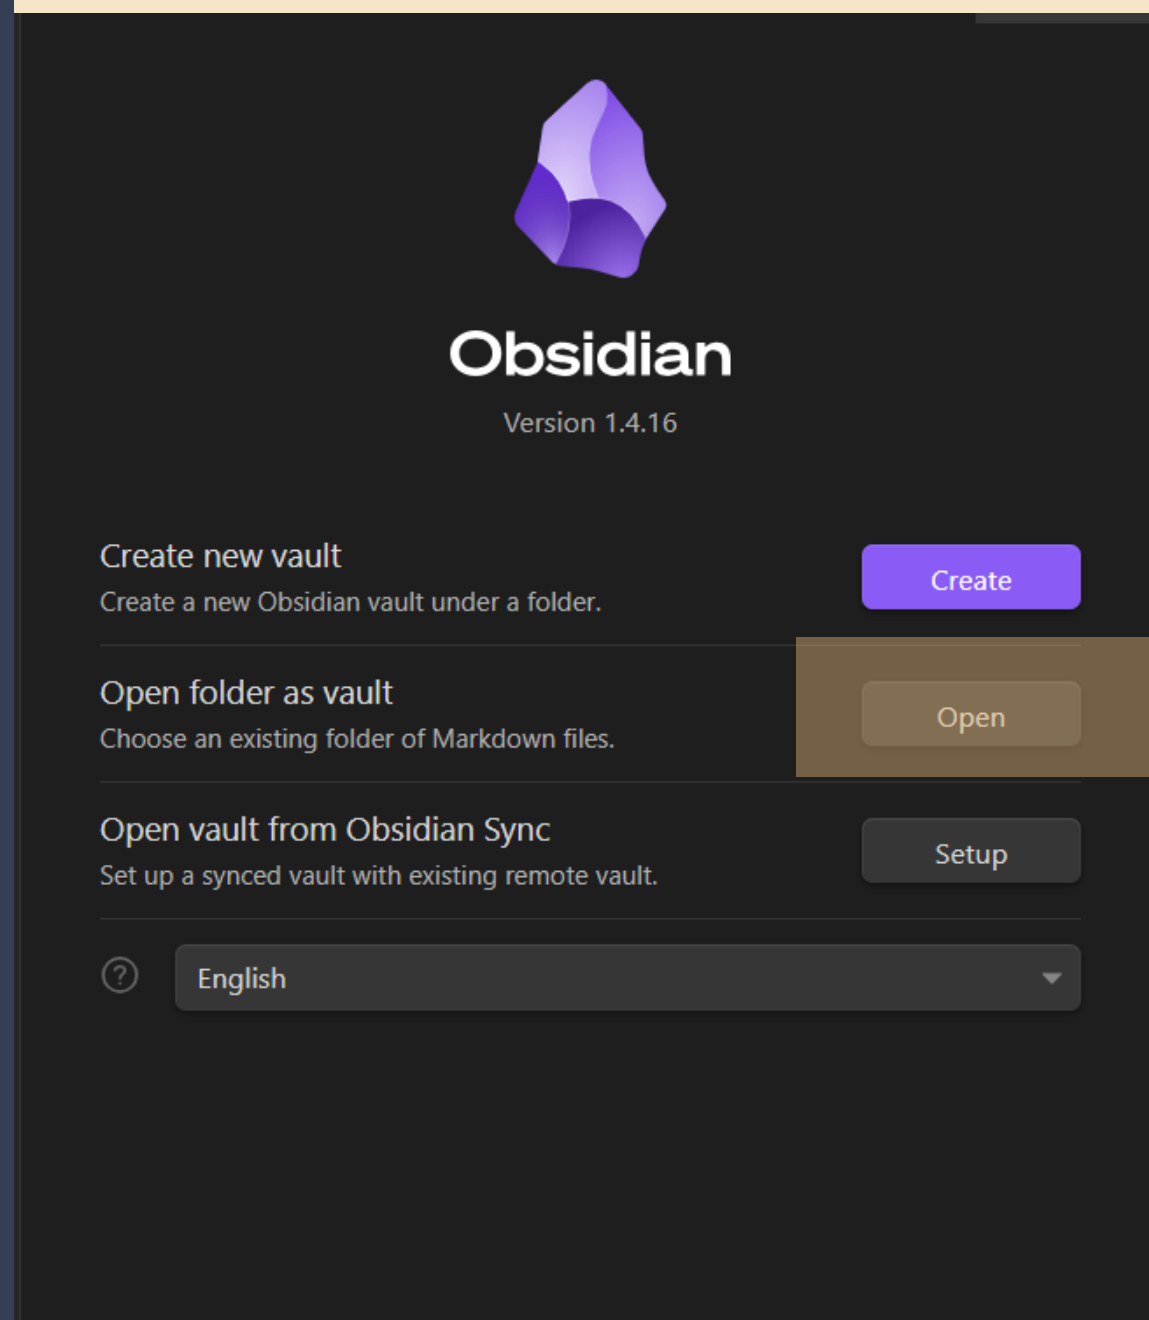 Obsidian
Version 1.4.16
Create new vault
Create a new Obsidian vault under a folder.
Create
Open folder as vault
Choose an existing folder of Markdown files.
Open
Open vault from Obsidian Sync
Set up a synced vault with existing remote vault.
Setup
?
English